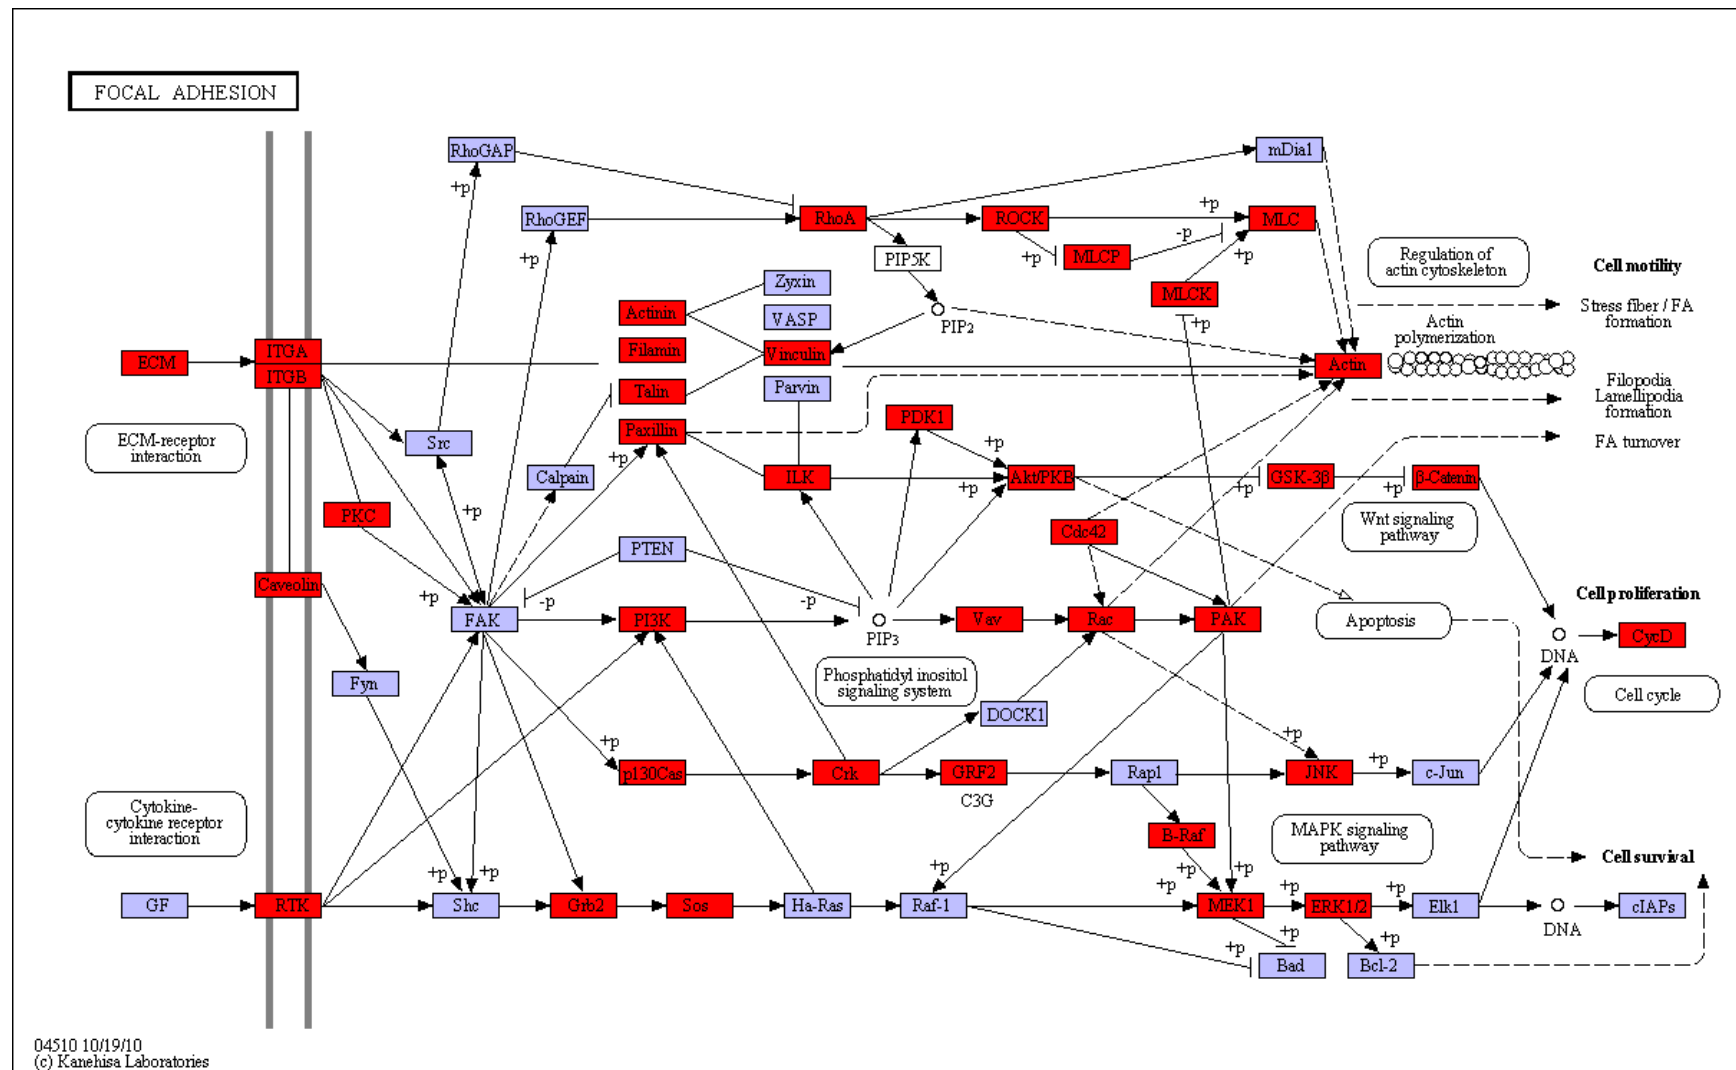 FOCAL ADHESION
RhoGAP
mDia1
+p
RhoGEF
RhoA
ROCK
+p
MLC
+p
PIP5K
+p
MLCP
-p
+p
Regulation of
actin cytoskeleton
Cell motility
Zyxin
MLCK
Actinin
PIP2
+p
Stress fiber / FA
formation
VASP
Actin
polymerization
ECM
ITGA
ITGB
Filamin
Vinculin
Actin
Talin
Parvin
Filopodia
Lamellipodia
formation
ECM-receptor
interaction
Src
Paxillin
PDK1
+p
FA turnover
+p
Calpain
ILK
+p
Akt/PKB
GSK-3β
+p
+p
β-Catenin
PKC
+p
Cdc42
Wnt signaling
pathway
PTEN
Caveolin
+p
-p
-p
FAK
PI3K
PIP3
Vav
Rac
PAK
Apoptosis
Cell proliferation
CycD
DNA
Fyn
Phosphatidyl inositol
signaling system
DOCK1
Cell cycle
+p
+p
+p
p130Cas
Crk
GRF2
C3G
Rap1
JNK
c-Jun
Cytokine-
cytokine receptor
interaction
B-Raf
MAPK signaling
pathway
Cell survival
+p
+p
+p
+p
+p
+p
+p
+p
GF
RTK
Shc
Grb2
Sos
Ha-Ras
Raf-1
MEK1
ERK1/2
Elk1
DNA
cIAPs
+p
+p
+p
Bad
Bcl-2
04510 10/19/10
(c) Kanehisa Laboratories